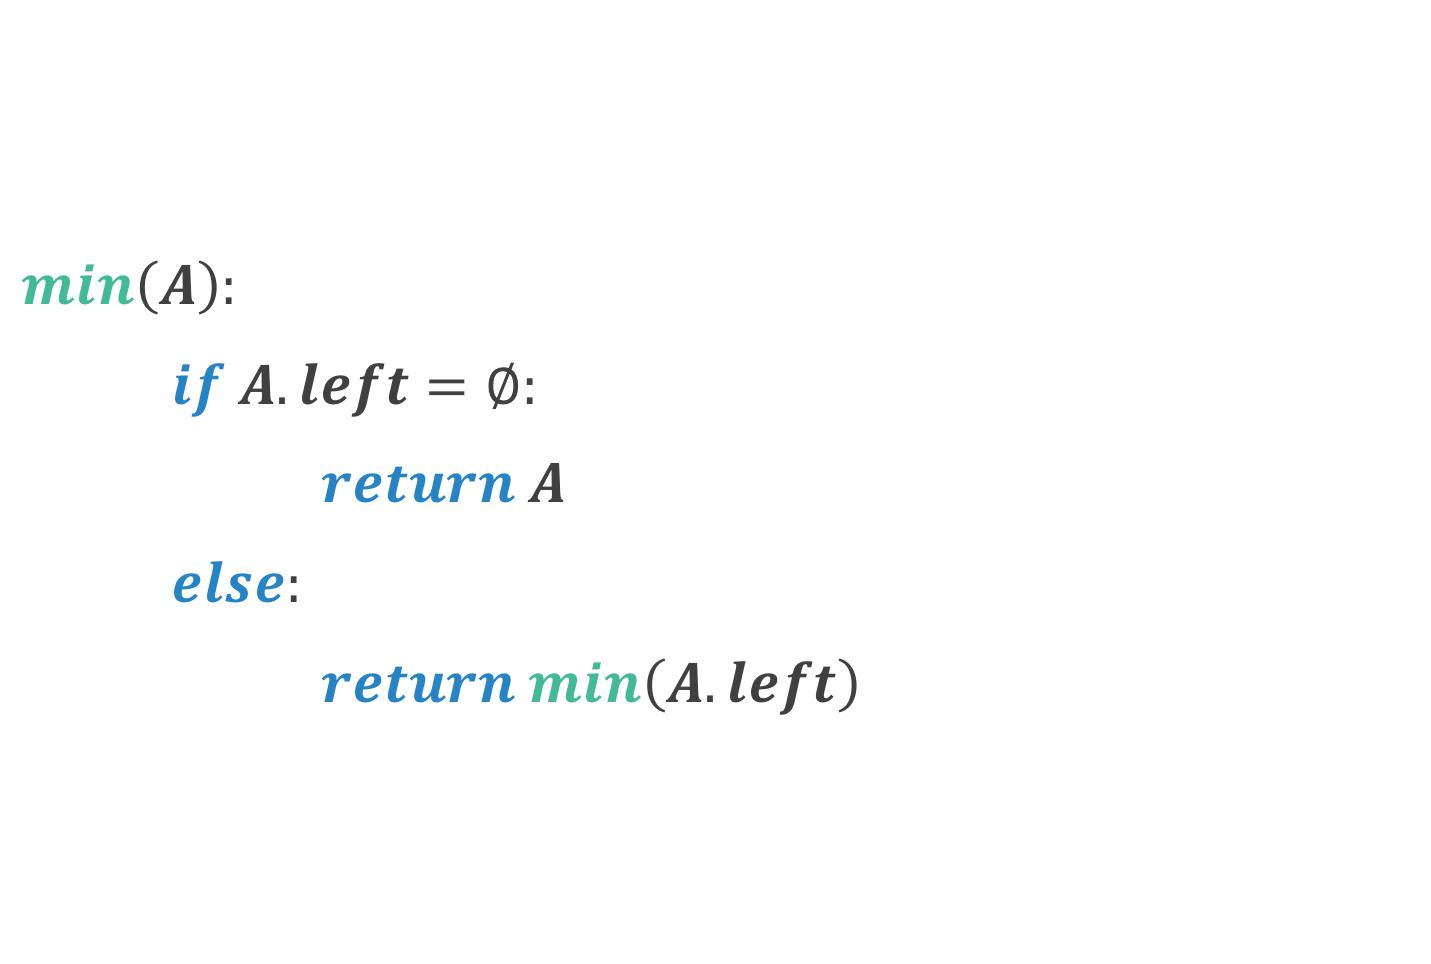 min(A):
if A.left = ∅:
return A
else:
return min(A.left)